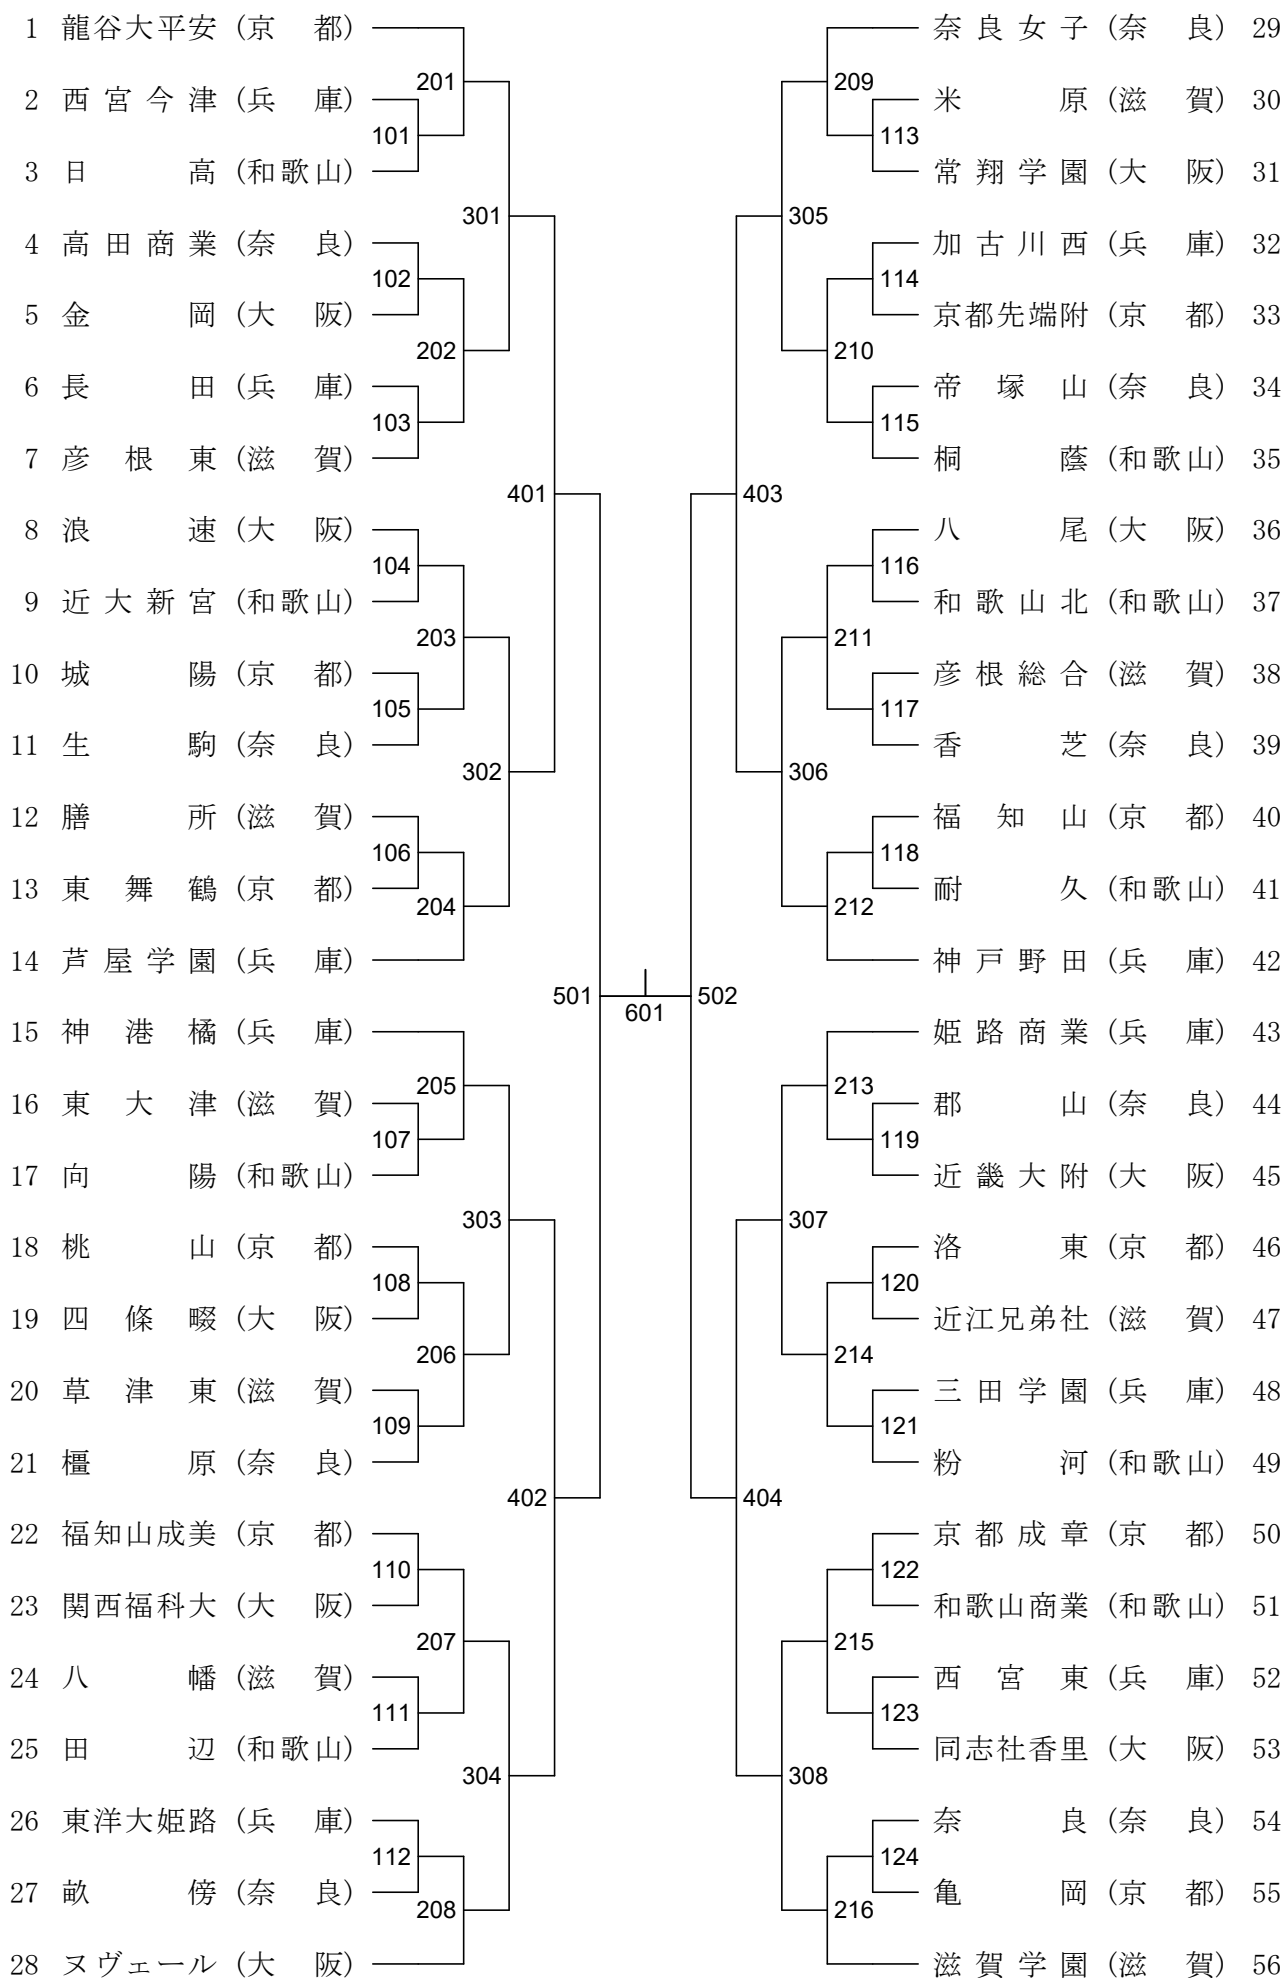 1 龍谷大平安 (京都)
2 西宮今津 (兵庫)
3 日高 (和歌山)
4 高田商業 (奈良)
5 金岡 (大阪)
6 長田 (兵庫)
7 彦根東 (滋賀)
8 浪速 (大阪)
9 近大新宮 (和歌山)
10 城陽 (京都)
11 生駒 (奈良)
12 膳所 (滋賀)
13 東舞鶴 (京都)
14 芦屋学園 (兵庫)
15 神港橘 (兵庫)
16 東大津 (滋賀)
17 向陽 (和歌山)
18 桃山 (京都)
19 四條畷 (大阪)
20 草津東 (滋賀)
21 橿原 (奈良)
22 福知山成美 (京都)
23 関西福科大 (大阪)
24 八幡 (滋賀)
25 田辺 (和歌山)
26 東洋大姫路 (兵庫)
27 畝傍 (奈良)
28 ヌヴェール (大阪)
101
102
103
104
105
106
107
108
109
110
111
112
201
202
203
204
205
206
207
208
301
302
303
304
401
402
501
601
502
403
404
305
306
307
308
209
210
211
212
213
214
215
216
113
114
115
116
117
118
119
120
121
122
123
124
奈良女子 (奈良) 29
米原 (滋賀) 30
常翔学園 (大阪) 31
加古川西 (兵庫) 32
京都先端附 (京都) 33
帝塚山 (奈良) 34
桐蔭 (和歌山) 35
八尾 (大阪) 36
和歌山北 (和歌山) 37
彦根総合 (滋賀) 38
香芝 (奈良) 39
福知山 (京都) 40
耐久 (和歌山) 41
神戸野田 (兵庫) 42
姫路商業 (兵庫) 43
郡山 (奈良) 44
近畿大附 (大阪) 45
洛東 (京都) 46
近江兄弟社 (滋賀) 47
三田学園 (兵庫) 48
粉河 (和歌山) 49
京都成章 (京都) 50
和歌山商業 (和歌山) 51
西宮東 (兵庫) 52
同志社香里 (大阪) 53
奈良 (奈良) 54
亀岡 (京都) 55
滋賀学園 (滋賀) 56